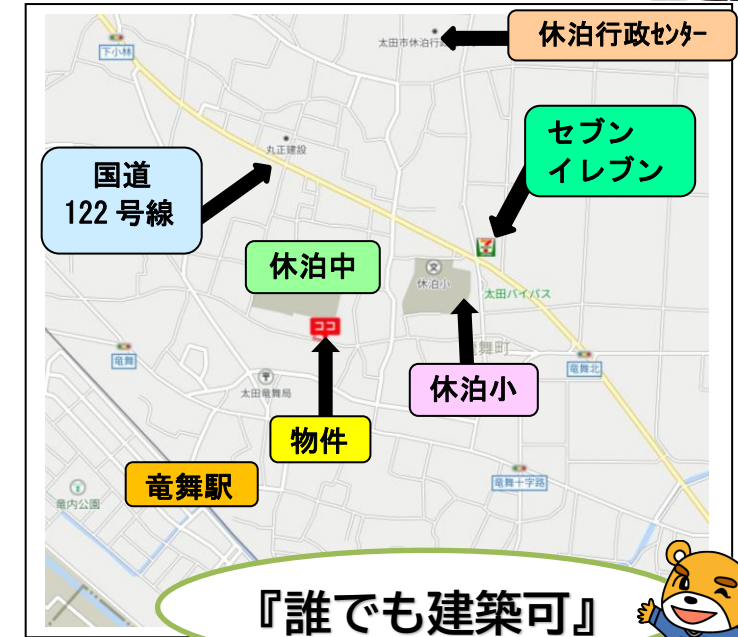 休泊行政ｾﾝﾀｰ
太田市休泊行
下小林
セブン
イレブン
丸正建設
国道
122 号線
休泊中
休泊小
太田バイパス
ココ
舞町
竜舞
竜舞北
太田竜舞局
休泊小
物件
竜舞駅
竜舞十字路
竜内公園
『誰でも建築可』